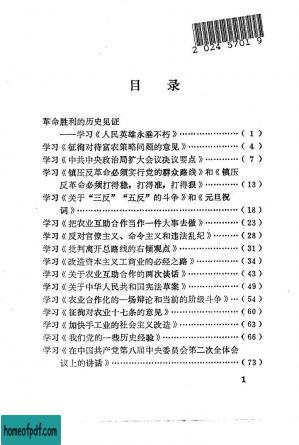 202457019
目 录
革命胜利的历史见证
——学习《人民英雄永垂不朽》………………（1）
学习《征询对待富农策略问题的意见》………………（4）
学习《中共中央政治局扩大会议决议要点》…………（7）
学习《镇压反革命必须实行党的群众路线》和《镇压
反革命必须打得稳，打得准，打得狠》…………（13）
学习《关于“三反”“五反”的斗争》和《元旦祝
词》………………（18）
学习《把农业互助合作当作一件大事去做》…………（23）
学习《反对官僚主义、命令主义和违法乱纪》………（28）
学习《批判离开总路线的右倾观点》………………（31）
学习《改造资本主义工商业的必经之路》…………（34）
学习《关于农业互助合作的两次谈话》………………（43）
学习《关于中华人民共和国宪法草案》………………（49）
学习《农业合作化的一场辩论和当前的阶级斗争》…（54）
学习《征询对农业十七条的意见》………………（60）
学习《加快手工业的社会主义改造》………………（63）
学习《我们党的一些历史经验》………………（66）
学习《在中国共产党第八届中央委员会第二次全体会
议上的讲话》………………（73）
1
homeofpdf.com
homeofpdf.com